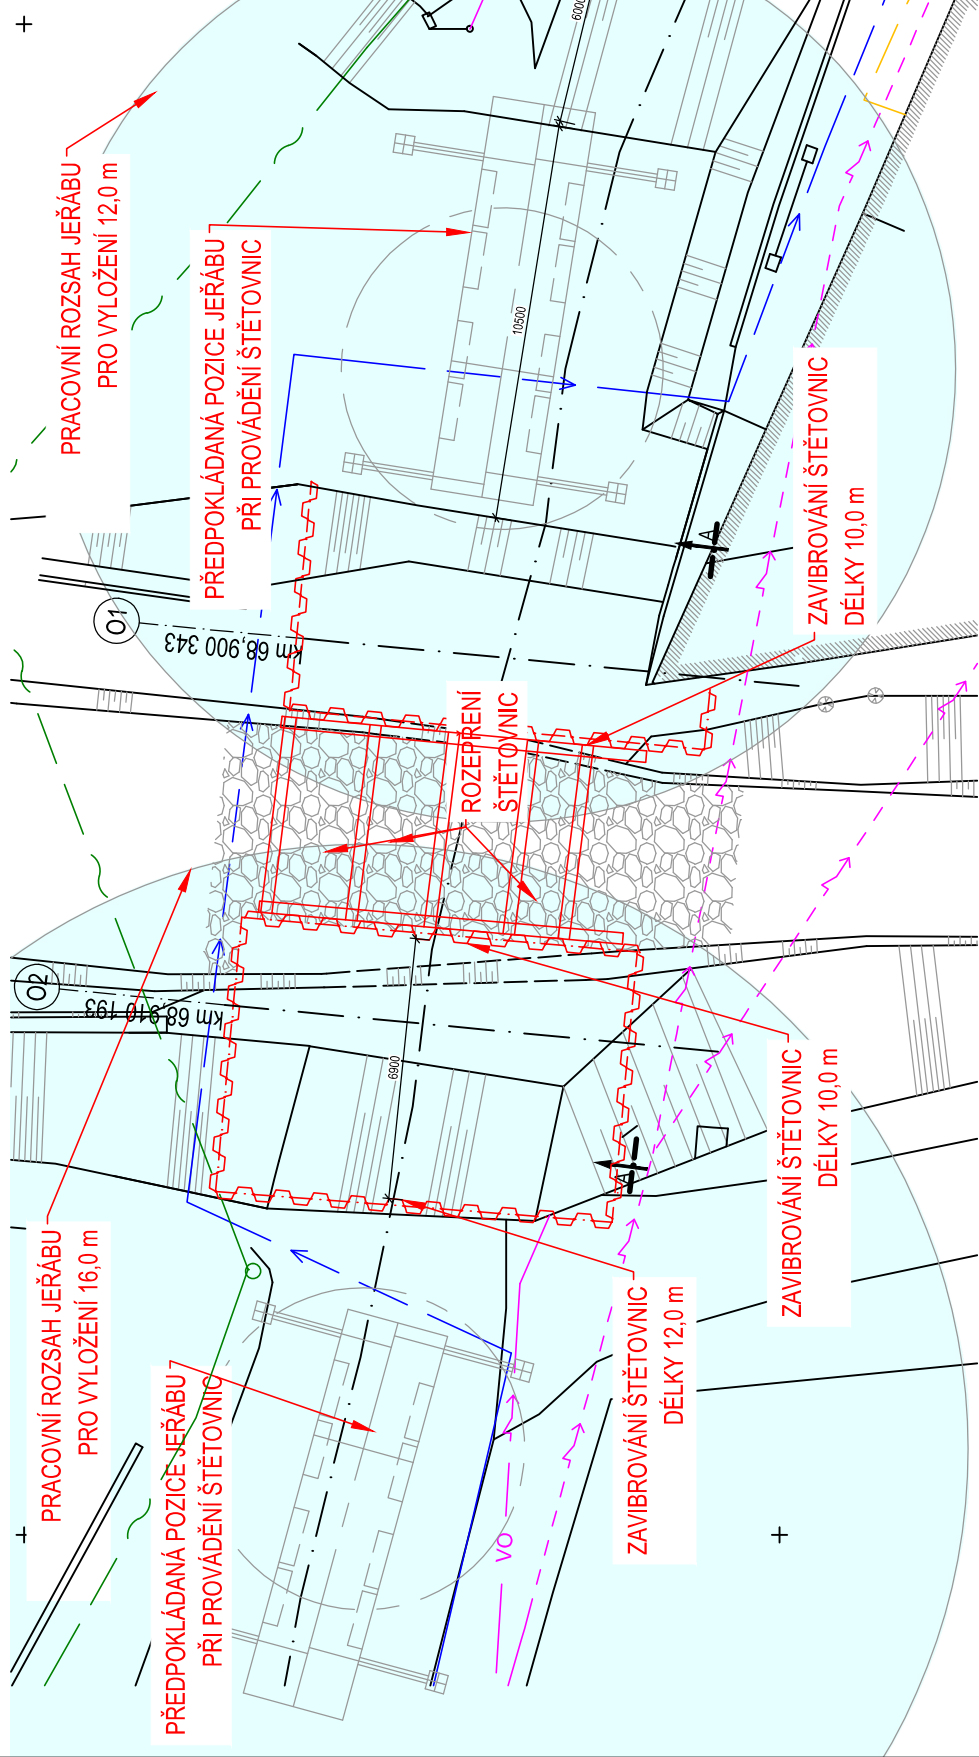 PRACOVNÍ ROZSAH JEŘÁBU
PRO VYLOŽENÍ 12,0 m
PŘEDPOKLÁDANÁ POZICE JEŘÁBU
PŘI PROVÁDĚNÍ ŠTĚTOVNIC
6000
10500
ZAVIBROVÁNÍ ŠTĚTOVNIC
DÉLKY 10,0 m
A
O1
km 68,900 343
ROZEPŘENÍ
ŠTĚTOVNIC
O2
km 68,910 193
6900
ZAVIBROVÁNÍ ŠTĚTOVNIC
DÉLKY 10,0 m
A
PRACOVNÍ ROZSAH JEŘÁBU
PRO VYLOŽENÍ 16,0 m
PŘEDPOKLÁDANÁ POZICE JEŘÁBU
PŘI PROVÁDĚNÍ ŠTĚTOVNIC
ZAVIBROVÁNÍ ŠTĚTOVNIC
DÉLKY 12,0 m
VO